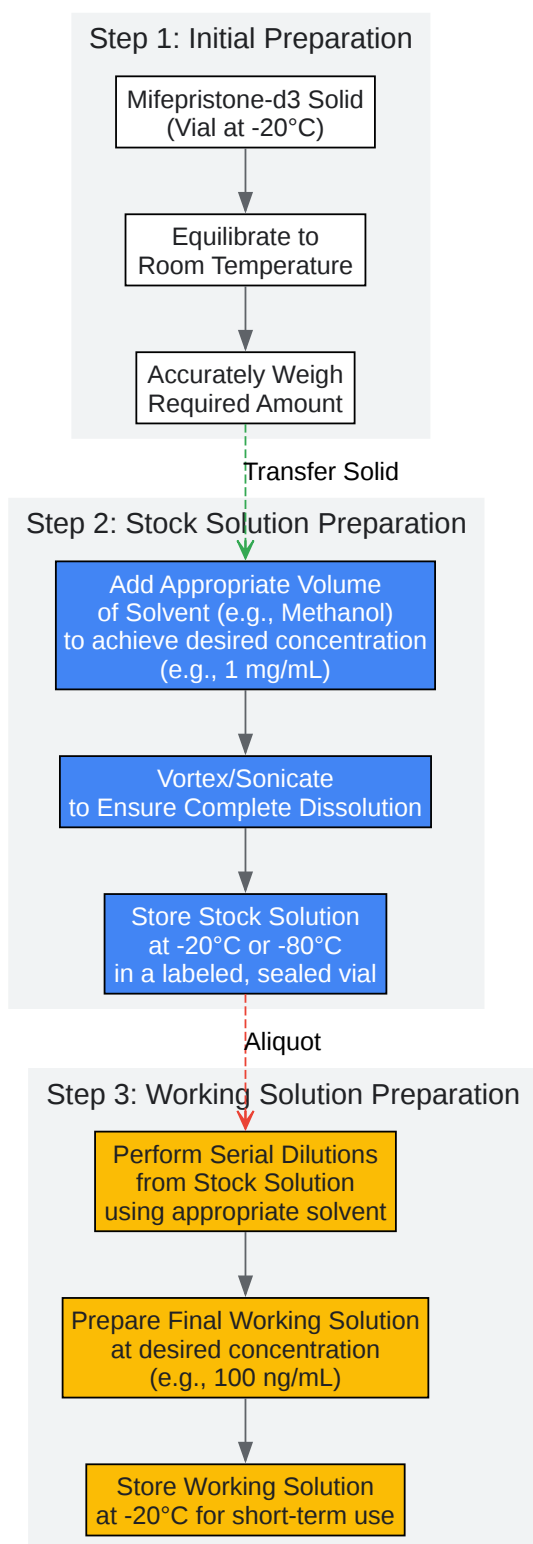 Step 1: Initial Preparation
Mifepristone-d3 Solid
(Vial at -20°C)
Equilibrate to
Room Temperature
Accurately Weigh
Required Amount
Transfer Solid
Step 2: Stock Solution Preparation
Add Appropriate Volume
of Solvent (e.g., Methanol)
to achieve desired concentration
(e.g., 1 mg/mL)
Vortex/Sonicate
to Ensure Complete Dissolution
Store Stock Solution
at -20°C or -80°C
in a labeled, sealed vial
Aliquot
Step 3: Working Solution Preparation
Perform Serial Dilutions
from Stock Solution
using appropriate solvent
Prepare Final Working Solution
at desired concentration
(e.g., 100 ng/mL)
Store Working Solution
at -20°C for short-term use